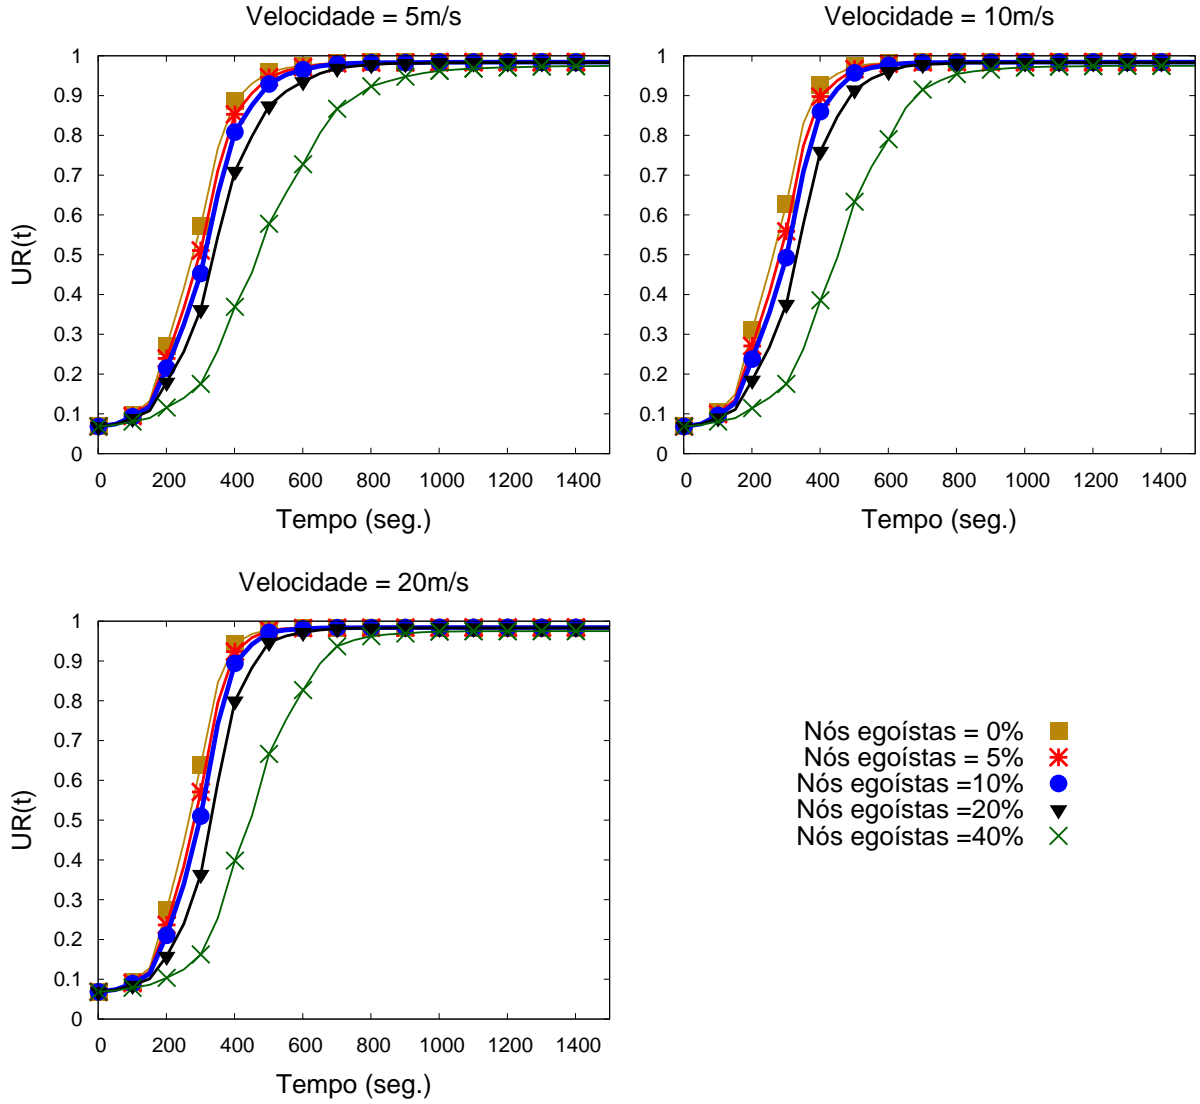 Velocidade = 5m/s
1
0.9
0.8
0.7
0.6
0.5
0.4
0.3
0.2
0.1
0
UR(t)
0 200 400 600 800 1000 1200 1400
Tempo (seg.)
Velocidade = 10m/s
1
0.9
0.8
0.7
0.6
0.5
0.4
0.3
0.2
0.1
0
0 200 400 600 800 1000 1200 1400
Tempo (seg.)
Velocidade = 20m/s
1
0.9
0.8
0.7
0.6
0.5
0.4
0.3
0.2
0.1
0
UR(t)
0 200 400 600 800 1000 1200 1400
Tempo (seg.)
Nós egoístas = 0%
Nós egoístas = 5%
Nós egoístas =10%
Nós egoístas =20%
Nós egoístas =40%